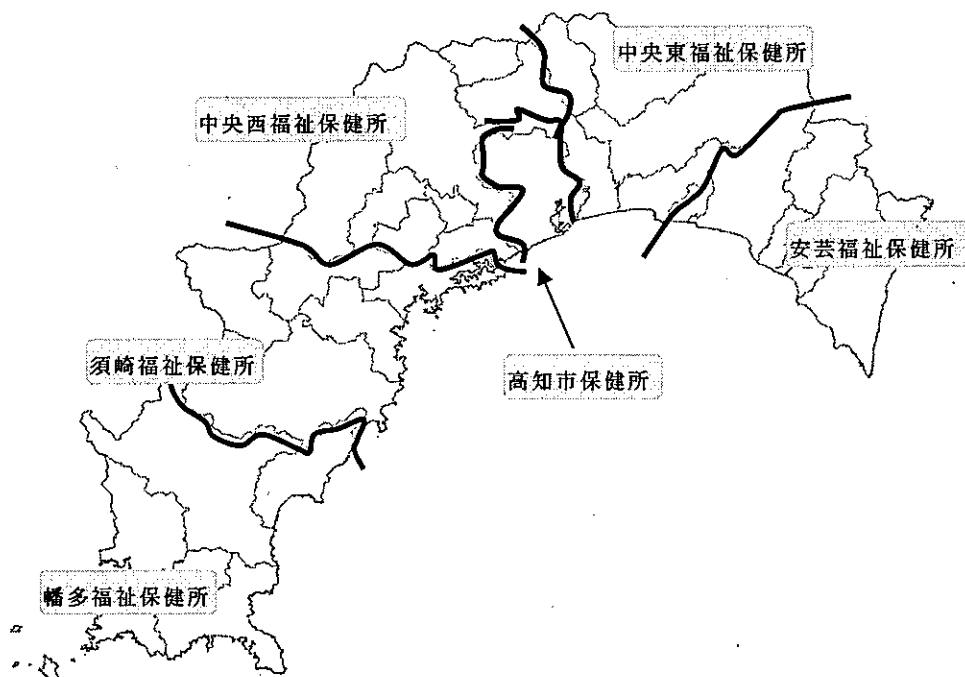 中央東福祉保健所
中央西福祉保健所
安芸福祉保健所
須崎福祉保健所
高知市保健所
幡多福祉保健所